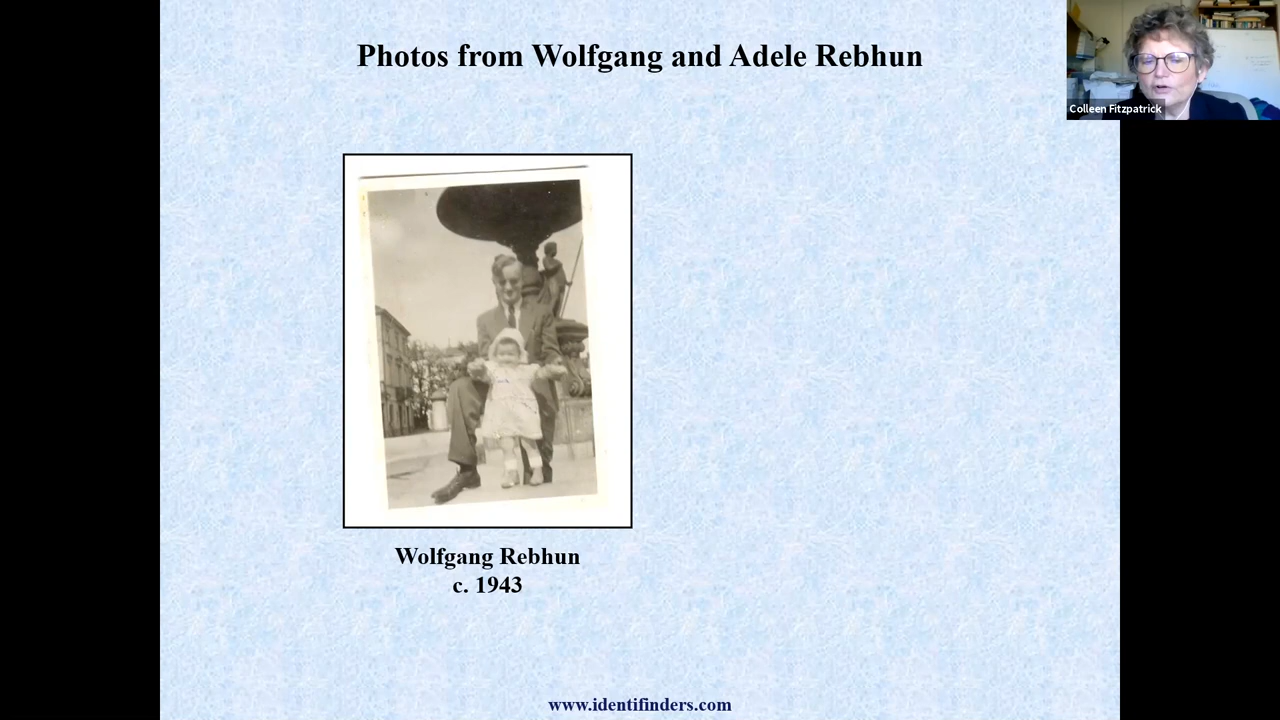 Photos from Wolfgang and Adele Rebhun
Colleen Fitzpatrick
Wolfgang Rebhun
c. 1943
www.identifinders.com